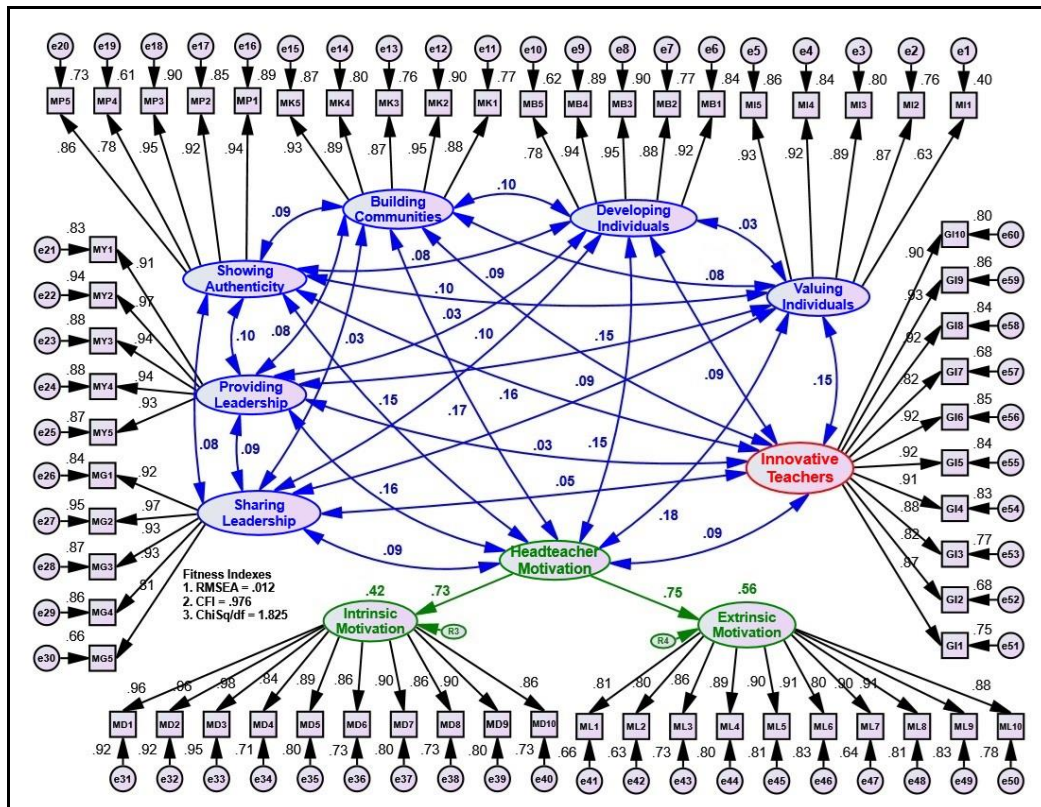 e20 e19 e18 e17 e16 e15 e14 e13 e12 e11 e10 e9 e8 e7 e6 e5 e4 e3 e2 e1
.73 .61 .90 .85 .89 .87 .80 .76 .90 .77 .62 .89 .90 .77 .84 .86 .84 .80 .76 .40
MP5 MP4 MP3 MP2 MP1 MK5 MK4 MK3 MK2 MK1 MB5 MB4 MB3 MB2 MB1 MI5 MI4 MI3 MI2 MI1
.86 .78 .95 .92 .94 .93 .89 .87 .95 .88 .78 .94 .95 .88 .92 .93 .92 .89 .87 .63
Building
Communities
Developing
Individuals
Showing
Authenticity
Valuing
Individuals
Providing
Leadership
Sharing
Leadership
Innovative
Teachers
Headteacher
Motivation
.09 .10 .03
.08 .09 .08
.10
.10 .08 .03 .03 .10 .15
.15 .17 .16 .09 .09 .15
.08 .09 .15 .03
.16 .05 .18
.09 .09
.83
e21 MY1 .91
.94
e22 MY2 .97
.88
e23 MY3 .94
.88
e24 MY4 .94
.87
e25 MY5 .93
.84
e26 MG1 .92
.95
e27 MG2 .97
.87
e28 MG3 .93
.86
e29 MG4 .93
.66
e30 MG5 .81
.80
.90 GI10 e60
.86
.93 GI9 e59
.84
.92 GI8 e58
.68
.82 GI7 e57
.85
.92 GI6 e56
.84
.92 GI5 e55
.83
.91 GI4 e54
.77
.88 GI3 e53
.68
.82 GI2 e52
.75
.87 GI1 e51
Fitness Indexes
1. RMSEA = .012
2. CFI = .976
3. ChiSq/df = 1.825
.42 .73 .75 .56
Intrinsic
Motivation
R3
Extrinsic
Motivation
R4
.96 .96 .98 .84 .89 .86 .90 .86 .90 .86
MD1 MD2 MD3 MD4 MD5 MD6 MD7 MD8 MD9 MD10
.92 .92 .95 .71 .80 .73 .80 .73 .80 .73
e31 e32 e33 e34 e35 e36 e37 e38 e39 e40
.81 .80 .86 .89 .90 .91 .80 .90 .91 .88
ML1 ML2 ML3 ML4 ML5 ML6 ML7 ML8 ML9 ML10
.66 .63 .73 .80 .81 .83 .64 .81 .83 .78
e41 e42 e43 e44 e45 e46 e47 e48 e49 e50